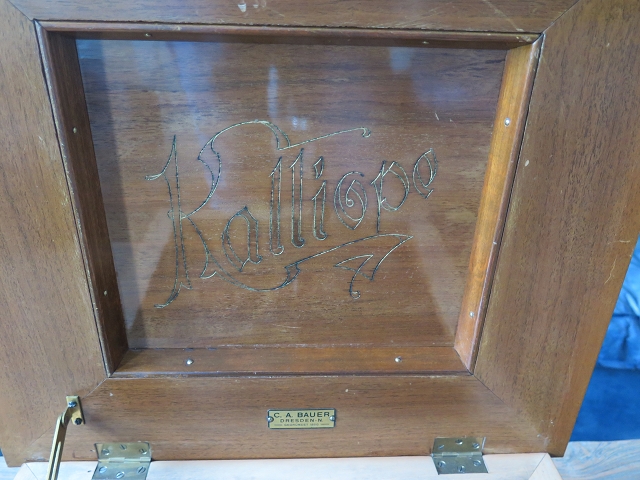 Kalliope
C. A. BAUER
DRESDEN-N.